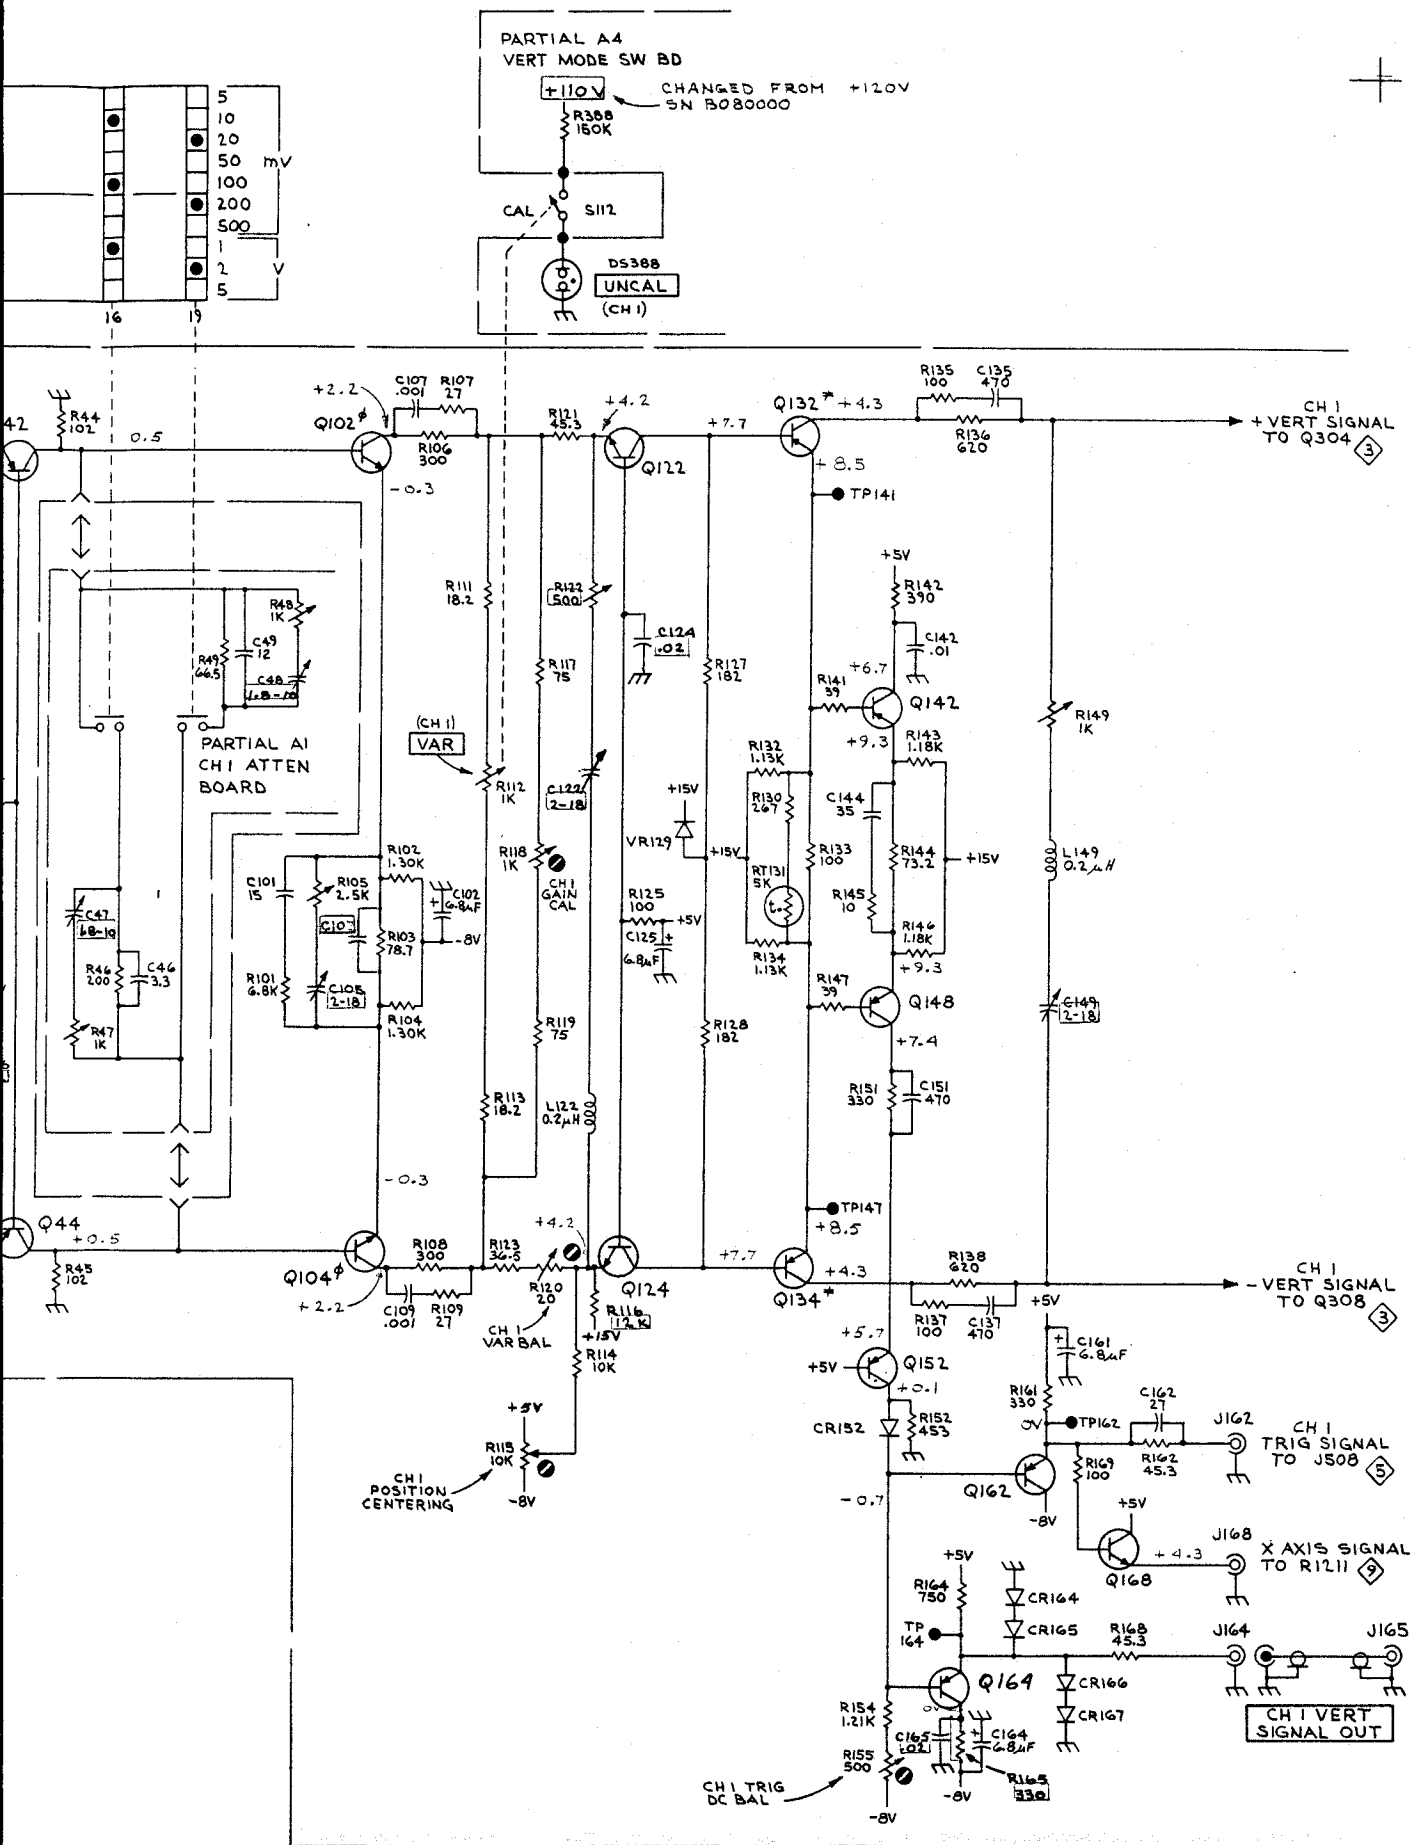 PARTIAL A4
VERT MODE SW BD
+110V
CHANGED FROM +120V
SN B080000
R388
150K
5
10
20
50 mV
100
200
500
1
2 V
5
16 19
CAL S112
DS388
UNCAL
(CH 1)
42
R44
102
0.5
+2.2
Q102 φ
-0.3
C107
.001
R107
27
R106
300
R121
45.3
+4.2
Q122
+7.7
Q132* +4.3
+8.5
TP141
R135
100
C135
470
R136
620
CH 1
+ VERT SIGNAL
TO Q304 3
R48
1K
C49
12
R49
66.5
C48
1.8-10
PARTIAL A1
CH1 ATTEN
BOARD
R111
18.2
R122
500
C124
.02
R117
75
R127
182
+5V
R142
390
C142
.01
+6.7
R141
39
Q142
+9.3
R143
1.18K
R149
1K
(CH 1)
VAR
R112
1K
C122
2-18
+15V
VR129
+15V
R132
1.13K
R130
267
C144
35
R133
100
R144
73.2
+15V
L149
0.2µH
R118
1K
CH 1
GAIN
CAL
RT131
5K
t°
R145
10
R102
1.30K
C101
15
R105
2.5K
C102
6.8µF
C103
R103
78.7
-8V
R125
100
+5V
C125
6.8µF
R134
1.13K
R146
1.18K
+9.3
C47
R46
200
C46
3.3
R47
1K
R101
6.8K
C105
2-18
R104
1.30K
R147
39
Q148
+7.4
C149
2-18
R119
75
R128
182
R113
18.2
L122
0.2µH
R151
330
C151
470
-0.3
TP147
+8.5
Q44
+0.5
R45
102
Q104 φ
+2.2
R108
300
R123
36.5
+4.2
C109
.001
R109
27
R120
20
CH 1
VAR BAL
R116
12K
+15V
R114
10K
Q124
+7.7
Q134*
+4.3
R138
620
R137
100
C137
470
CH 1
- VERT SIGNAL
TO Q308 3
+5V
C161
6.8µF
+5.7
+5V
Q152
+0.1
CR152
R152
453
R161
330
0V TP162
C162
27
J162
CH 1
TRIG SIGNAL
TO J508 5
R162
45.3
R169
100
+5V
R115
10K
-8V
CH1
POSITION
CENTERING
-0.7
Q162
-8V
+5V
Q168
+4.3
J168
X AXIS SIGNAL
TO R1211 9
+5V
R164
750
CR164
CR165
TP
164
R168
45.3
J164 J165
Q164
CR166
CR167
CH 1 VERT
SIGNAL OUT
R154
1.21K
0V
C165
.02
C164
6.8µF
R165
330
R155
500
CH 1 TRIG
DC BAL
-8V
-8V